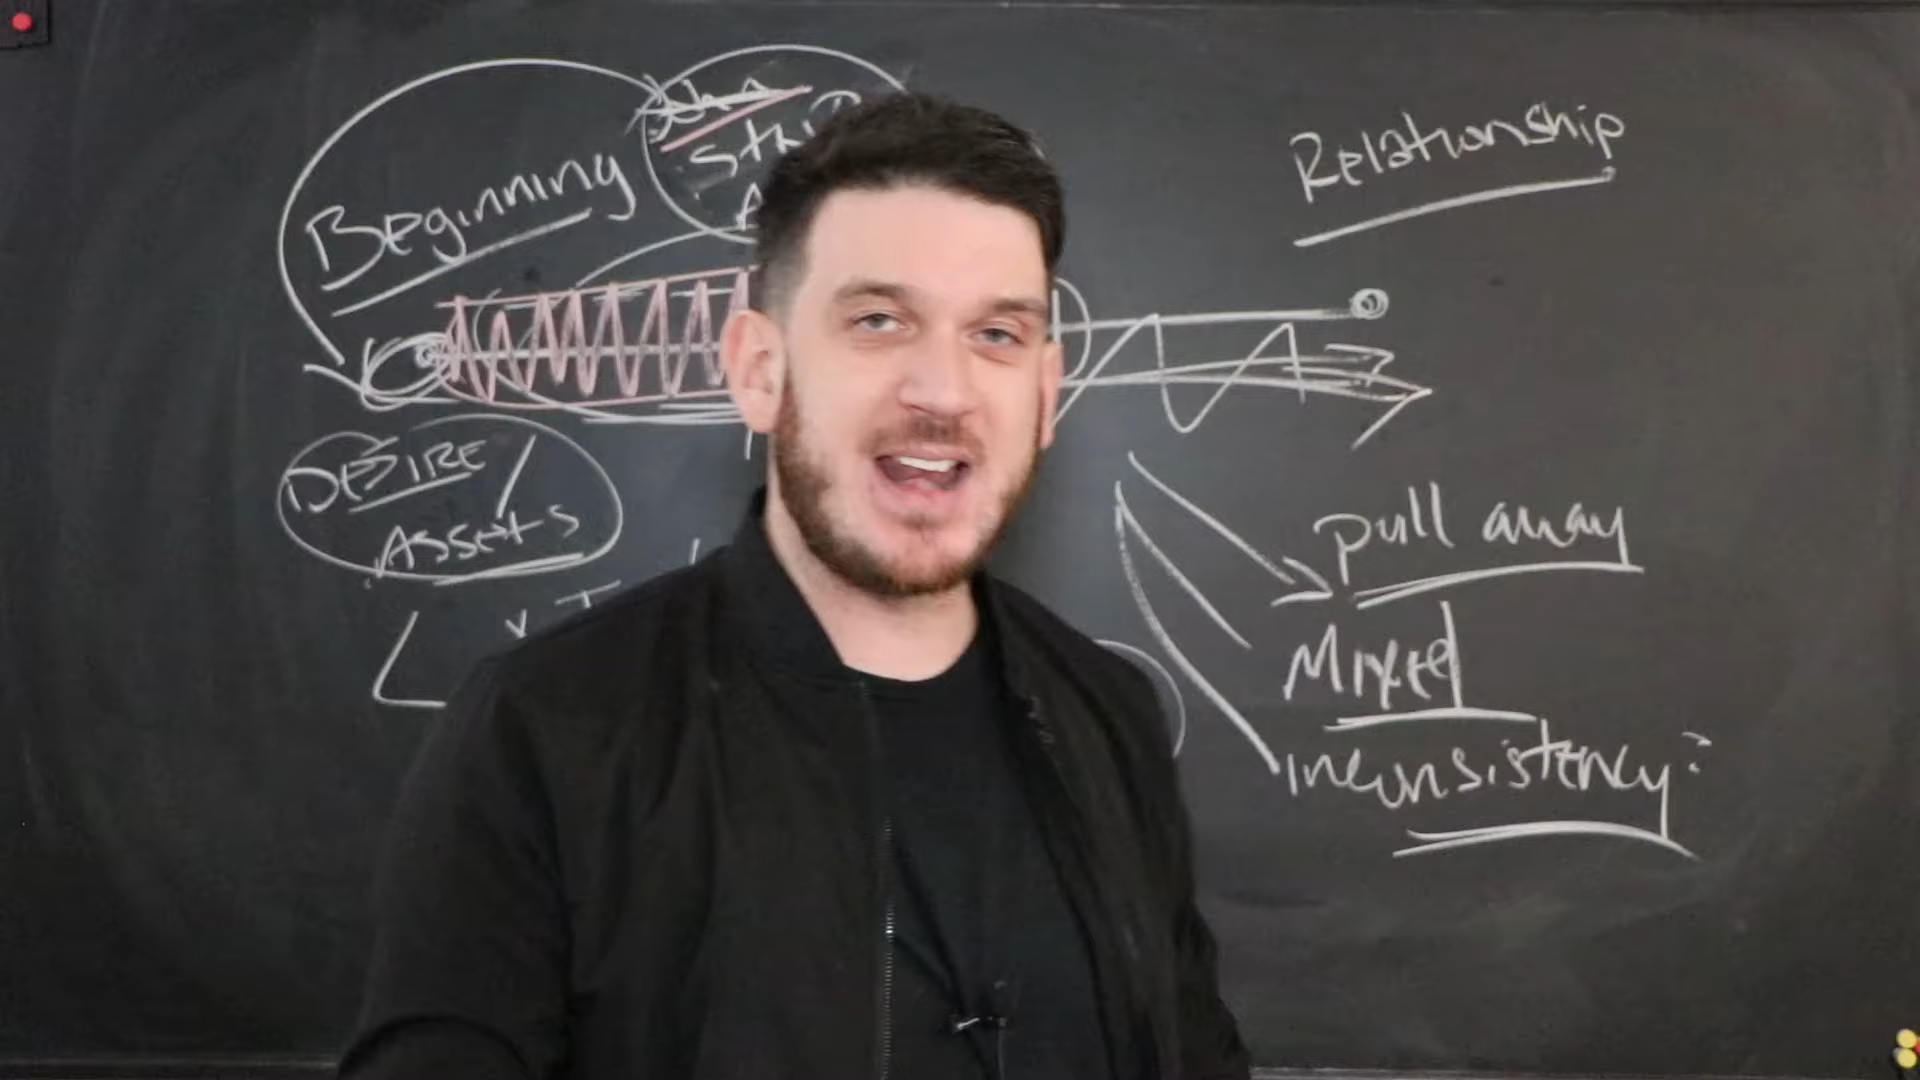 Beginning
Relationship
DESIRE/
Assets
pull away
Mixed
inconsistency?